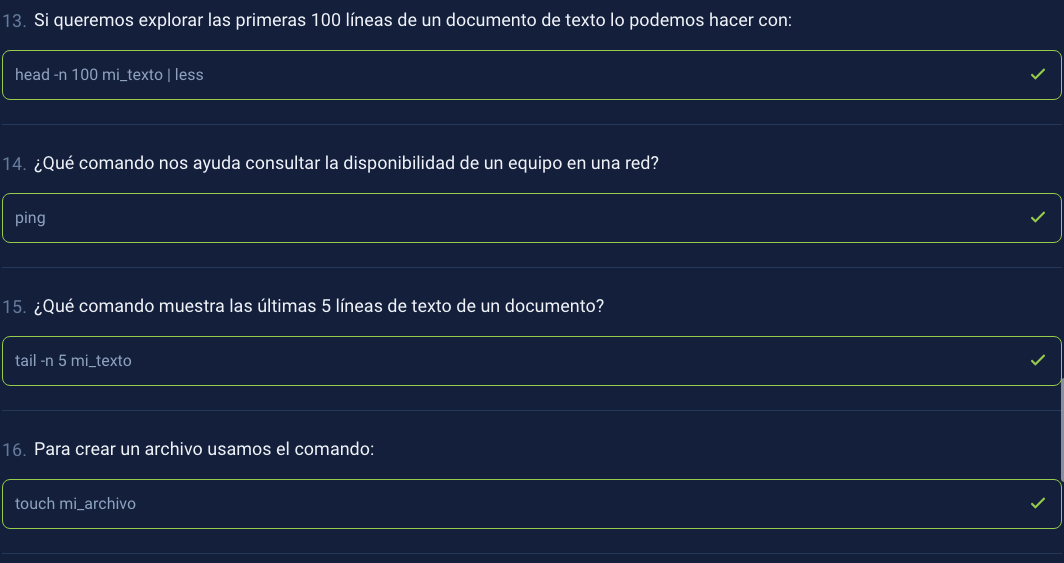 13. Si queremos explorar las primeras 100 líneas de un documento de texto lo podemos hacer con:
head -n 100 mi_texto | less
14. ¿Qué comando nos ayuda consultar la disponibilidad de un equipo en una red?
ping
15. ¿Qué comando muestra las últimas 5 líneas de texto de un documento?
tail -n 5 mi_texto
16. Para crear un archivo usamos el comando:
touch mi_archivo